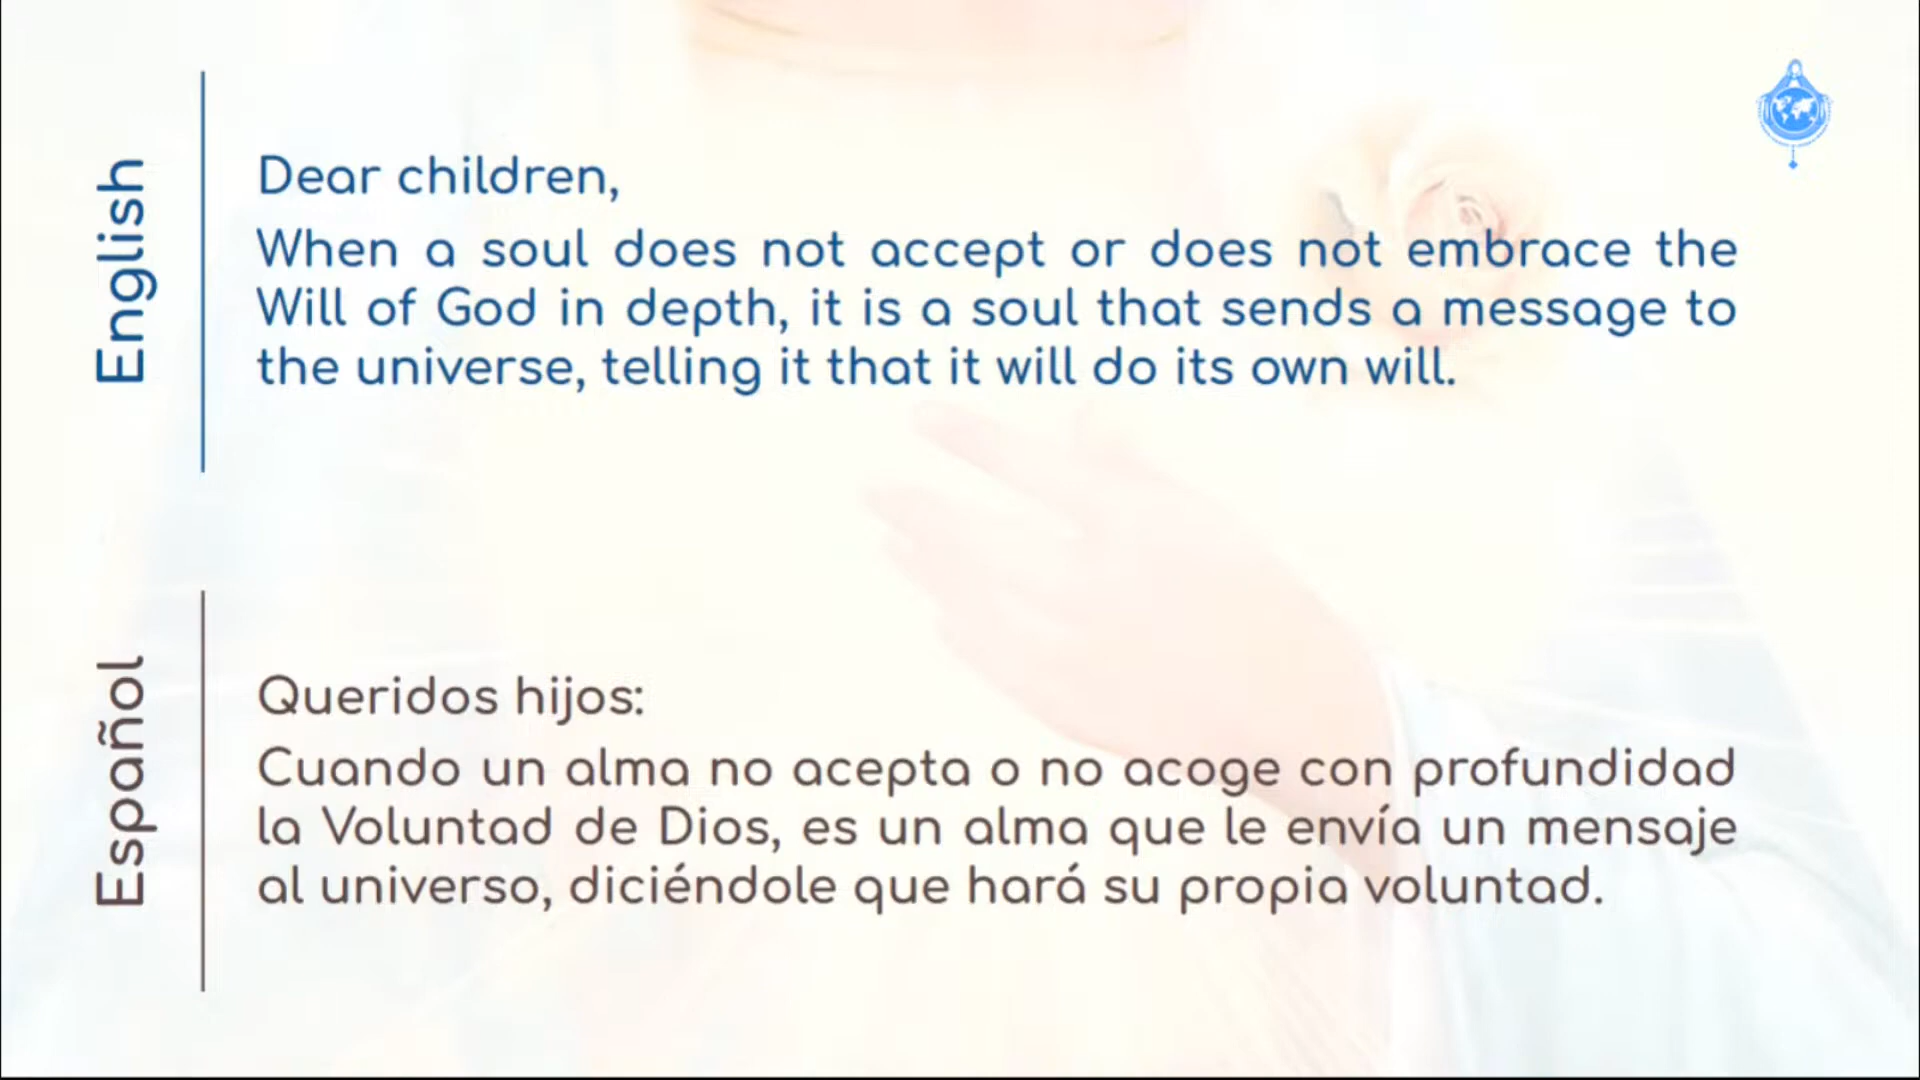 English
Dear children,
When a soul does not accept or does not embrace the
Will of God in depth, it is a soul that sends a message to
the universe, telling it that it will do its own will.
Español
Queridos hijos:
Cuando un alma no acepta o no acoge con profundidad
la Voluntad de Dios, es un alma que le envía un mensaje
al universo, diciéndole que hará su propia voluntad.